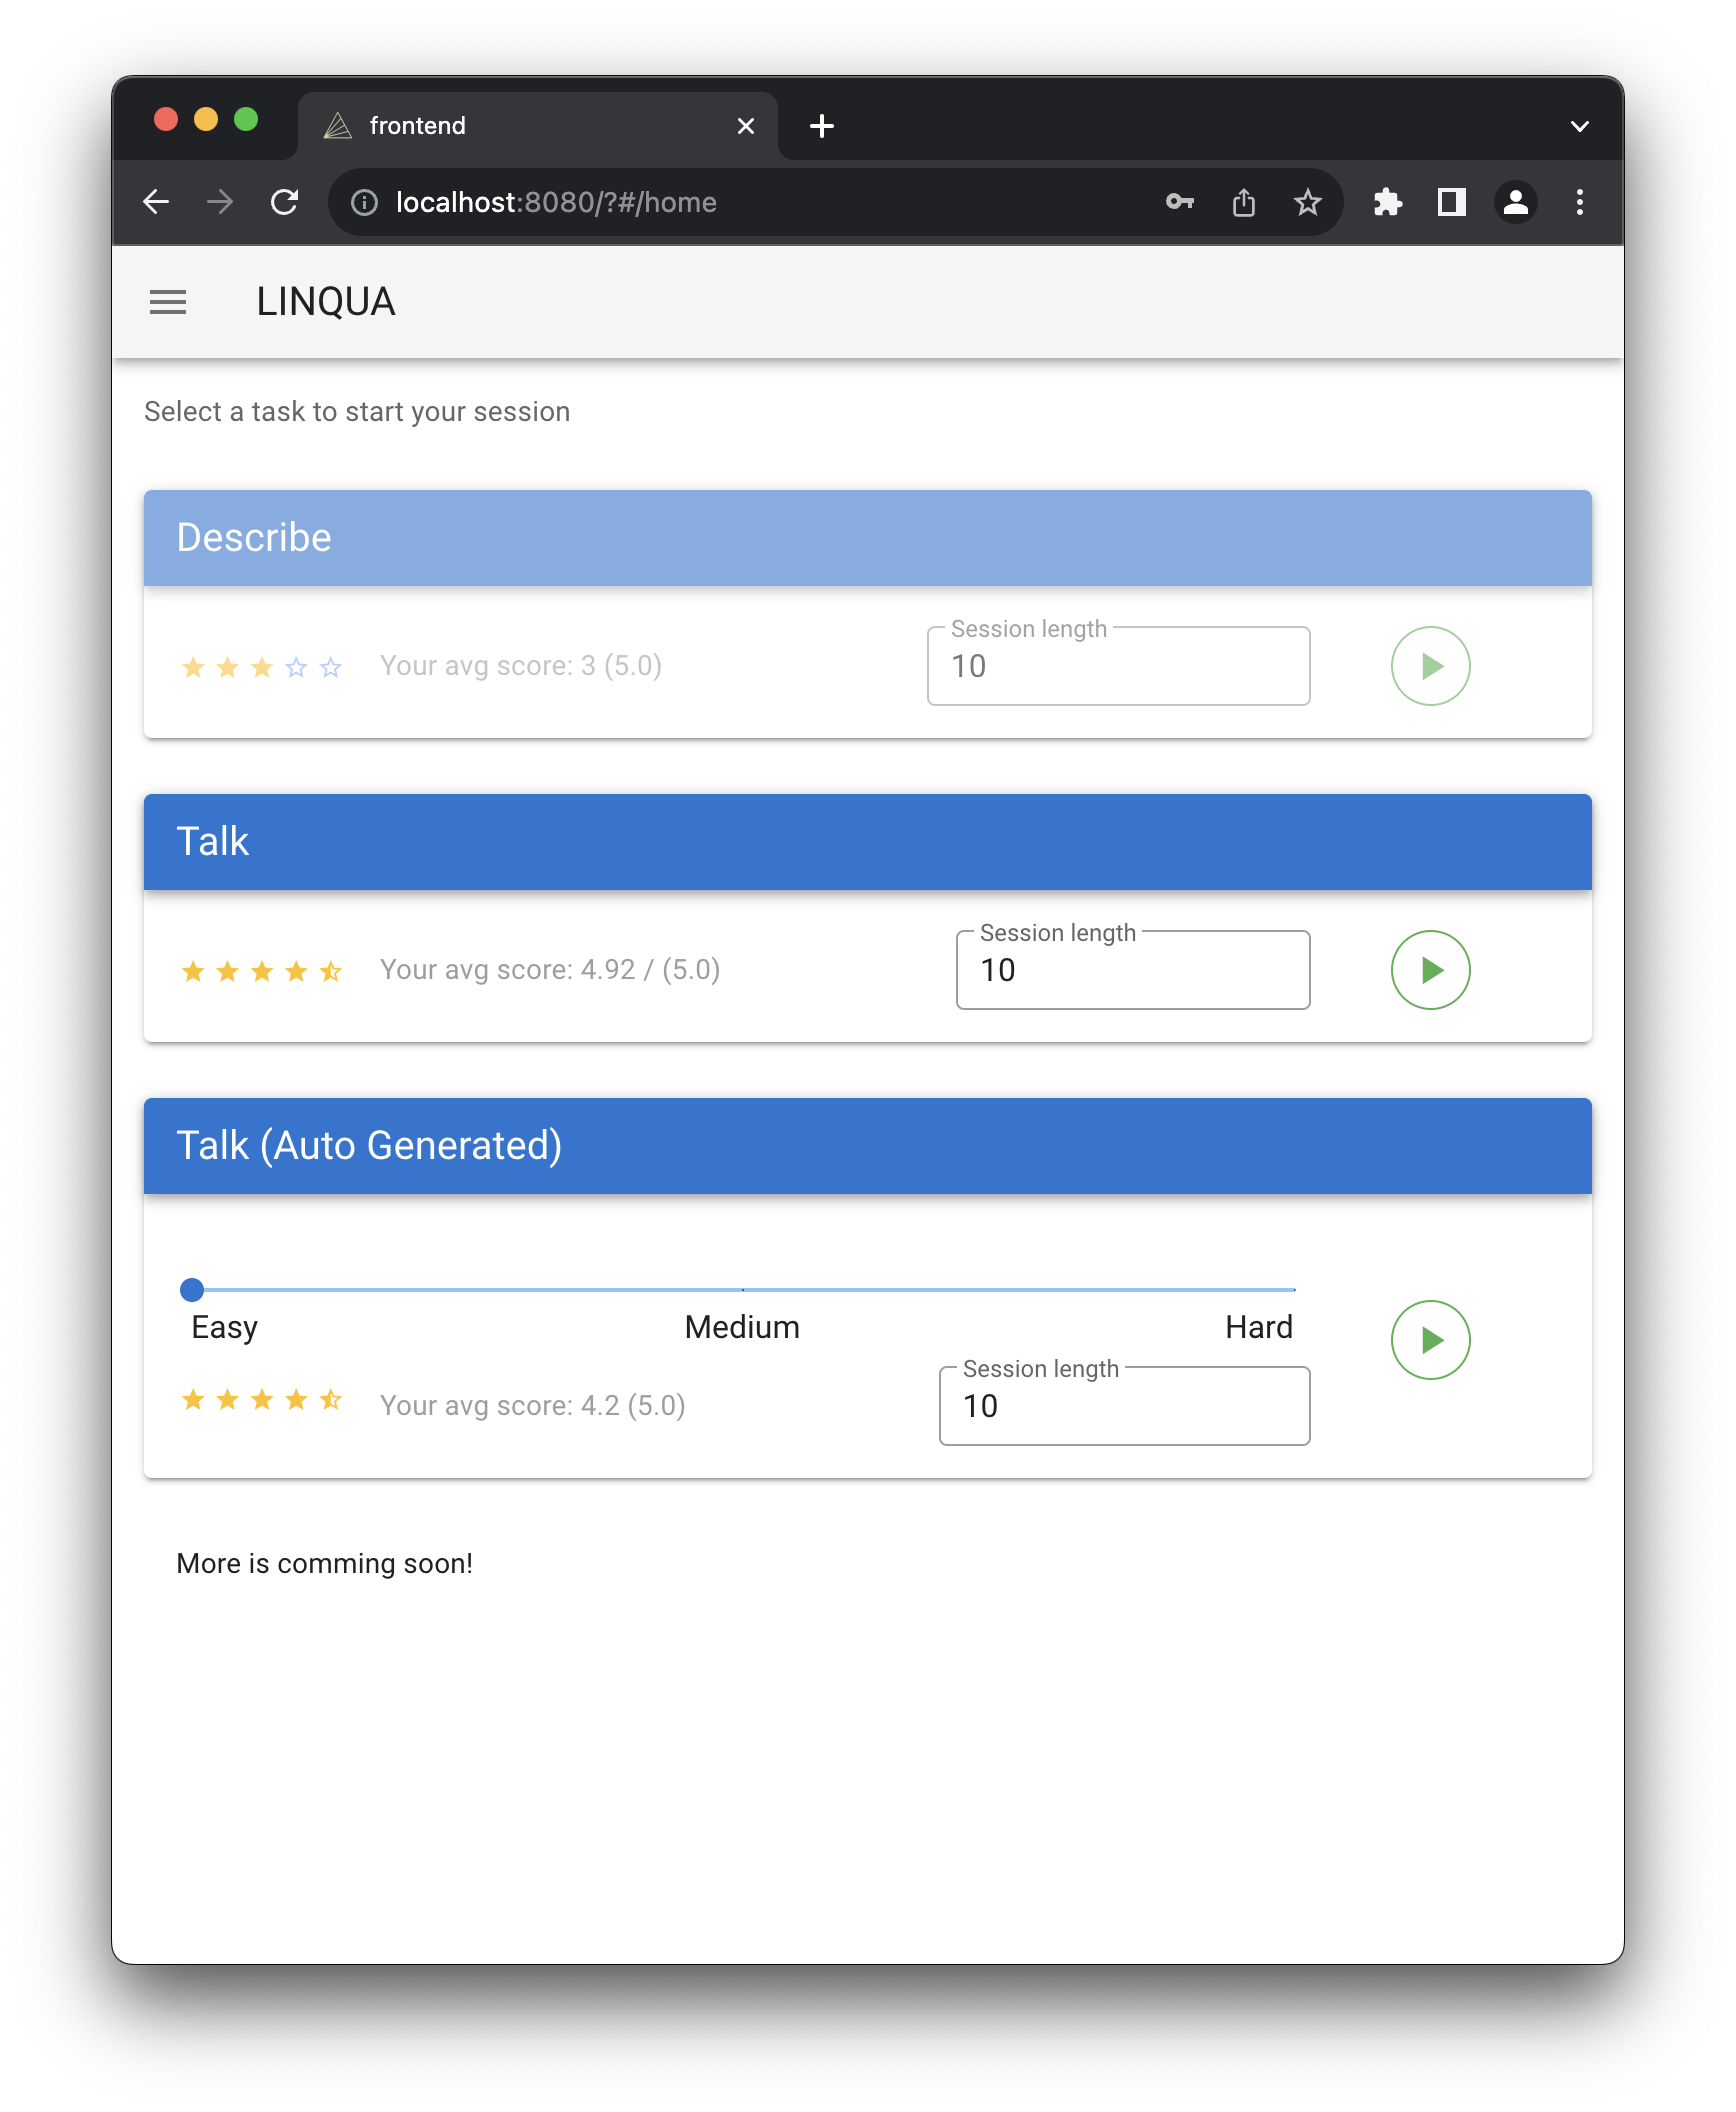 frontend
localhost:8080/?#/home
LINQUA
Select a task to start your session
Describe
Your avg score: 3 (5.0)
Session length
10
Talk
Your avg score: 4.92 / (5.0)
Session length
10
Talk (Auto Generated)
Easy Medium Hard
Your avg score: 4.2 (5.0)
Session length
10
More is comming soon!